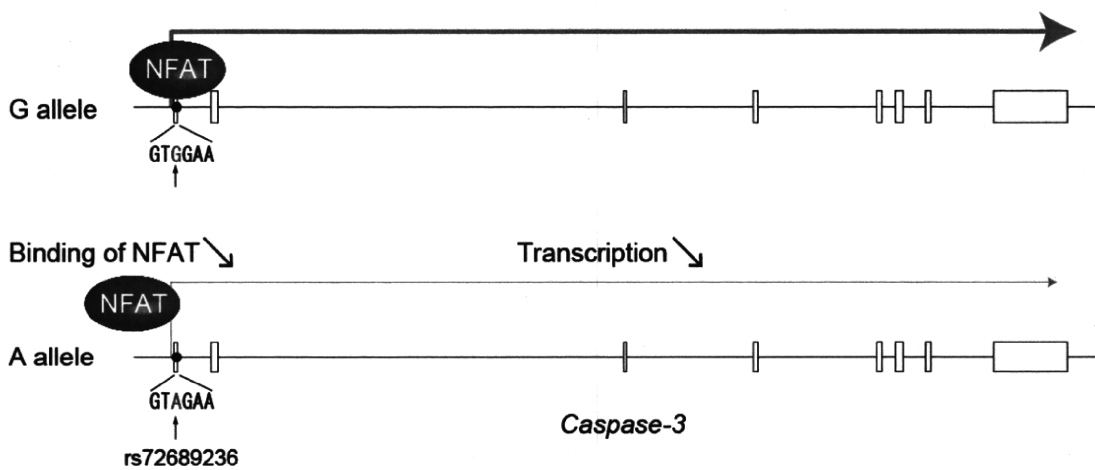 NFAT
G allele
GTGGAA
Binding of NFAT
Transcription
NFAT
A allele
GTAGAA
Caspase-3
rs72689236